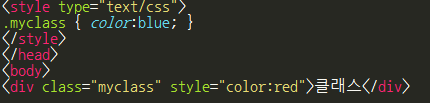 <style type="text/css">
.myclass { color:blue; }
</style>
</head>
<body>
<div class="myclass" style="color:red">클래스</div>